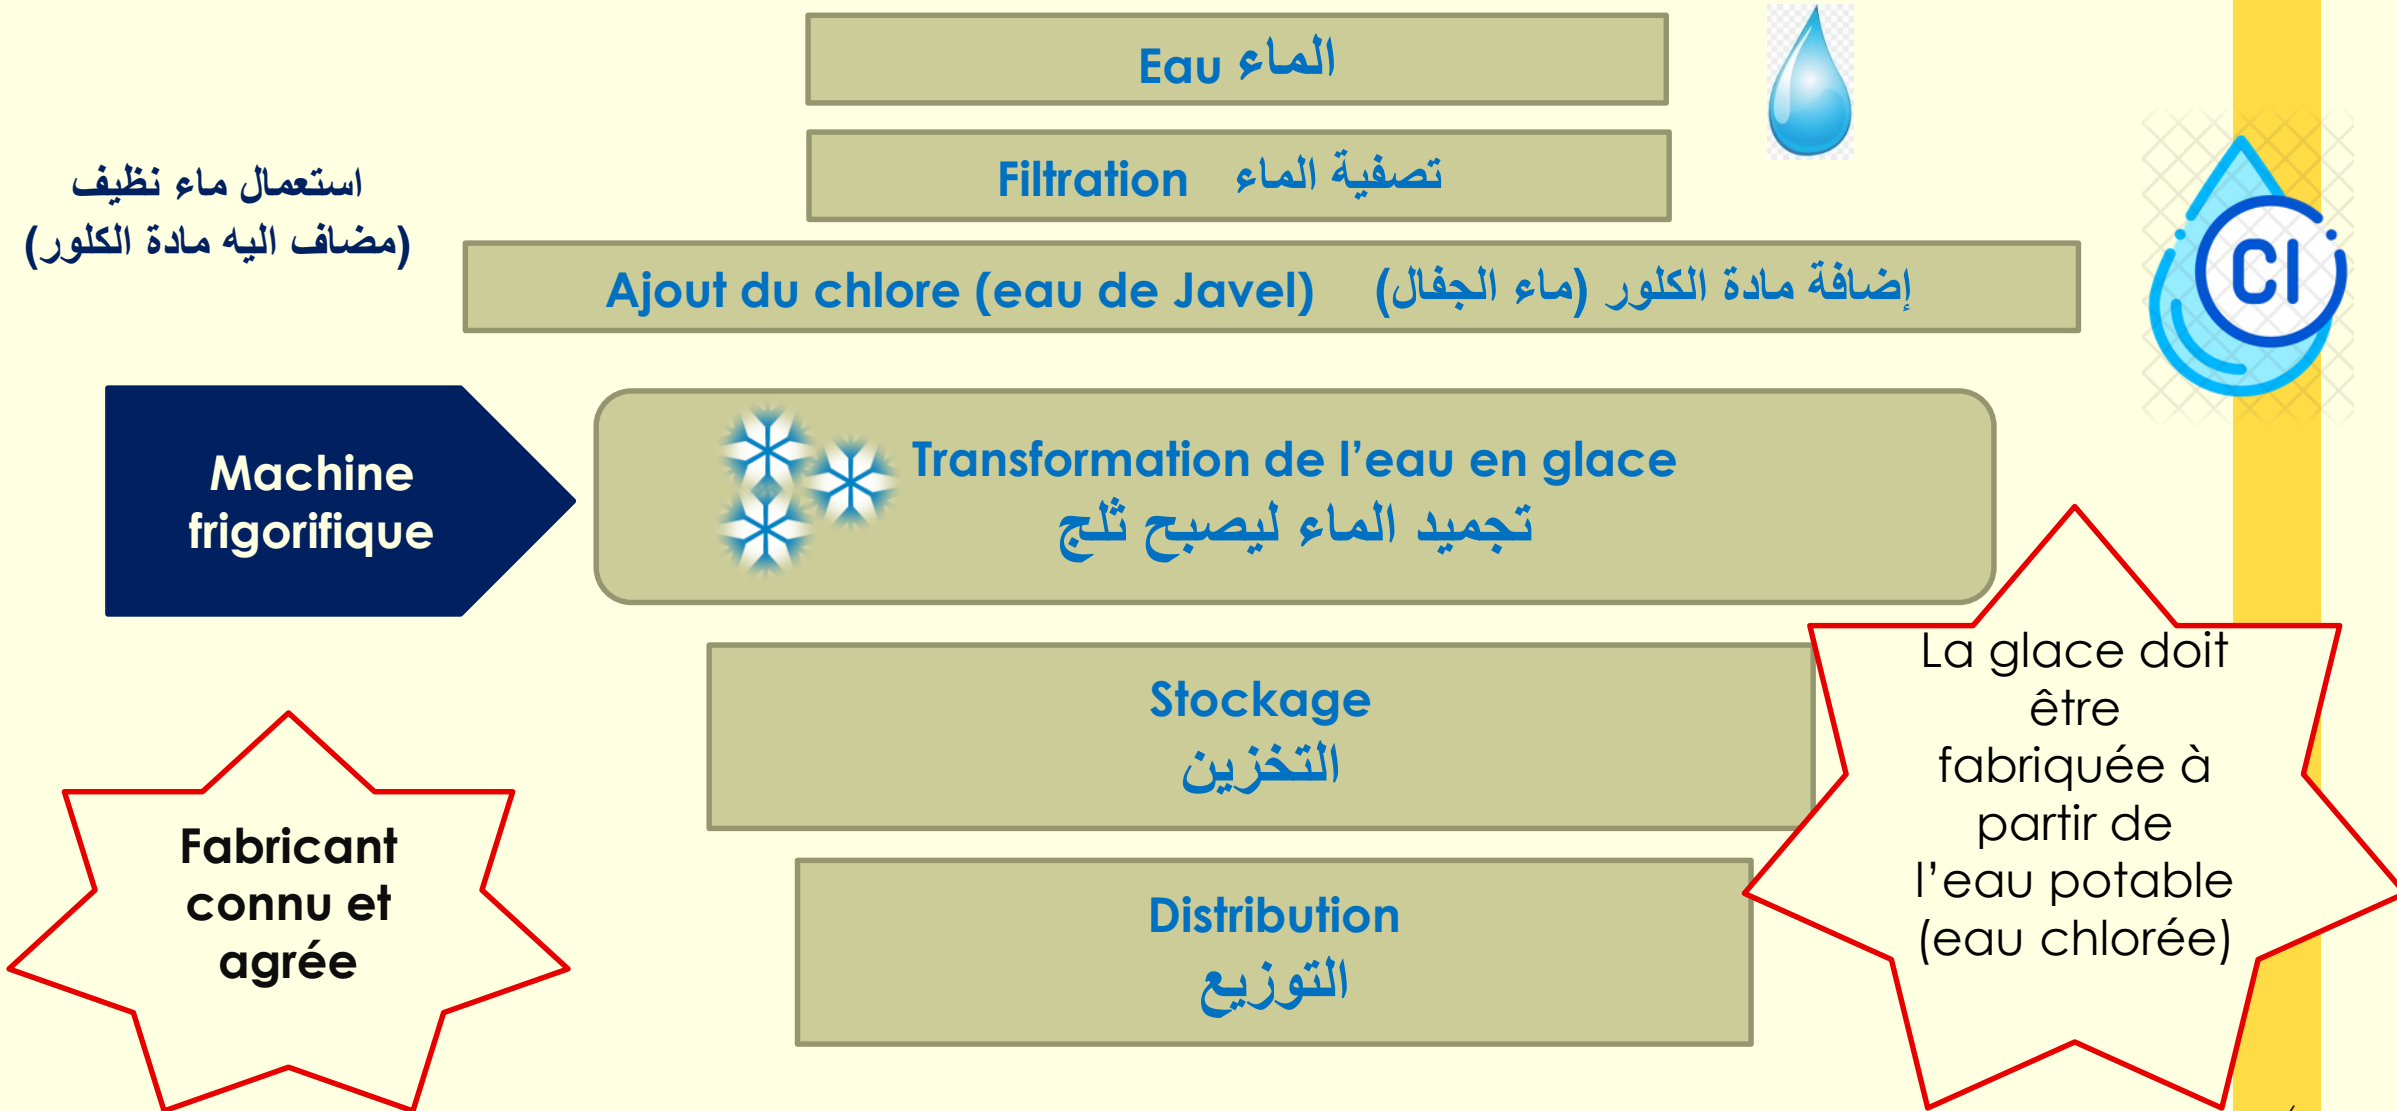 Eau الماء
Filtration تصفية الماء
استعمال ماء نظيف
(مضاف اليه مادة الكلور)
Ajout du chlore (eau de Javel) إضافة مادة الكلور (ماء الجفال)
Cl
Machine
frigorifique
Transformation de l’eau en glace
تجميد الماء ليصبح ثلج
Stockage
التخزين
La glace doit
être
fabriquée à
partir de
l’eau potable
(eau chlorée)
Fabricant
connu et
agrée
Distribution
التوزيع